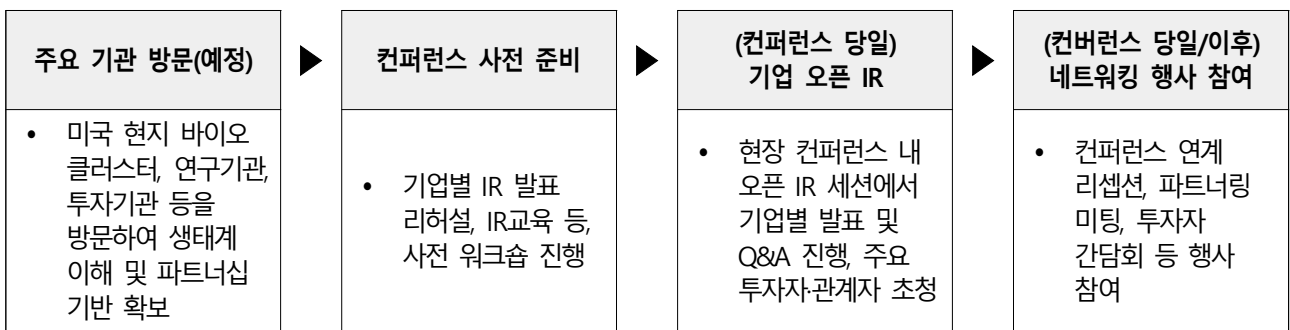 주요 기관 방문(예정)
▶
컨퍼런스 사전 준비
▶
(컨퍼런스 당일)
기업 오픈 IR
▶
(컨버런스 당일/이후)
네트워킹 행사 참여
• 미국 현지 바이오
클러스터, 연구기관,
투자기관 등을
방문하여 생태계
이해 및 파트너십
기반 확보
• 기업별 IR 발표
리허설, IR교육 등,
사전 워크숍 진행
• 현장 컨퍼런스 내
오픈 IR 세션에서
기업별 발표 및
Q&A 진행, 주요
투자자·관계자 초청
• 컨퍼런스 연계
리셉션, 파트너링
미팅, 투자자
간담회 등 행사
참여